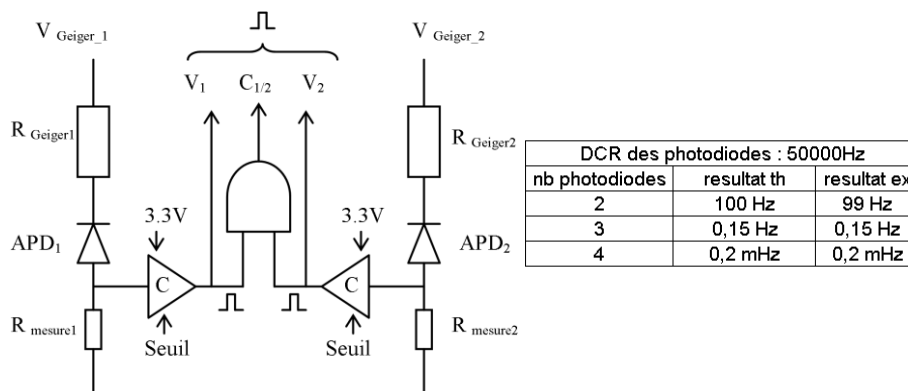 V Geiger_1
V Geiger_2
V1
C1/2
V2
R Geiger1
R Geiger2
3.3V
3.3V
APD1
APD2
C
C
R mesure1
R mesure2
Seuil
Seuil
DCR des photodiodes : 50000Hz
nb photodiodes resultat th resultat ex
2 100 Hz 99 Hz
3 0,15 Hz 0,15 Hz
4 0,2 mHz 0,2 mHz